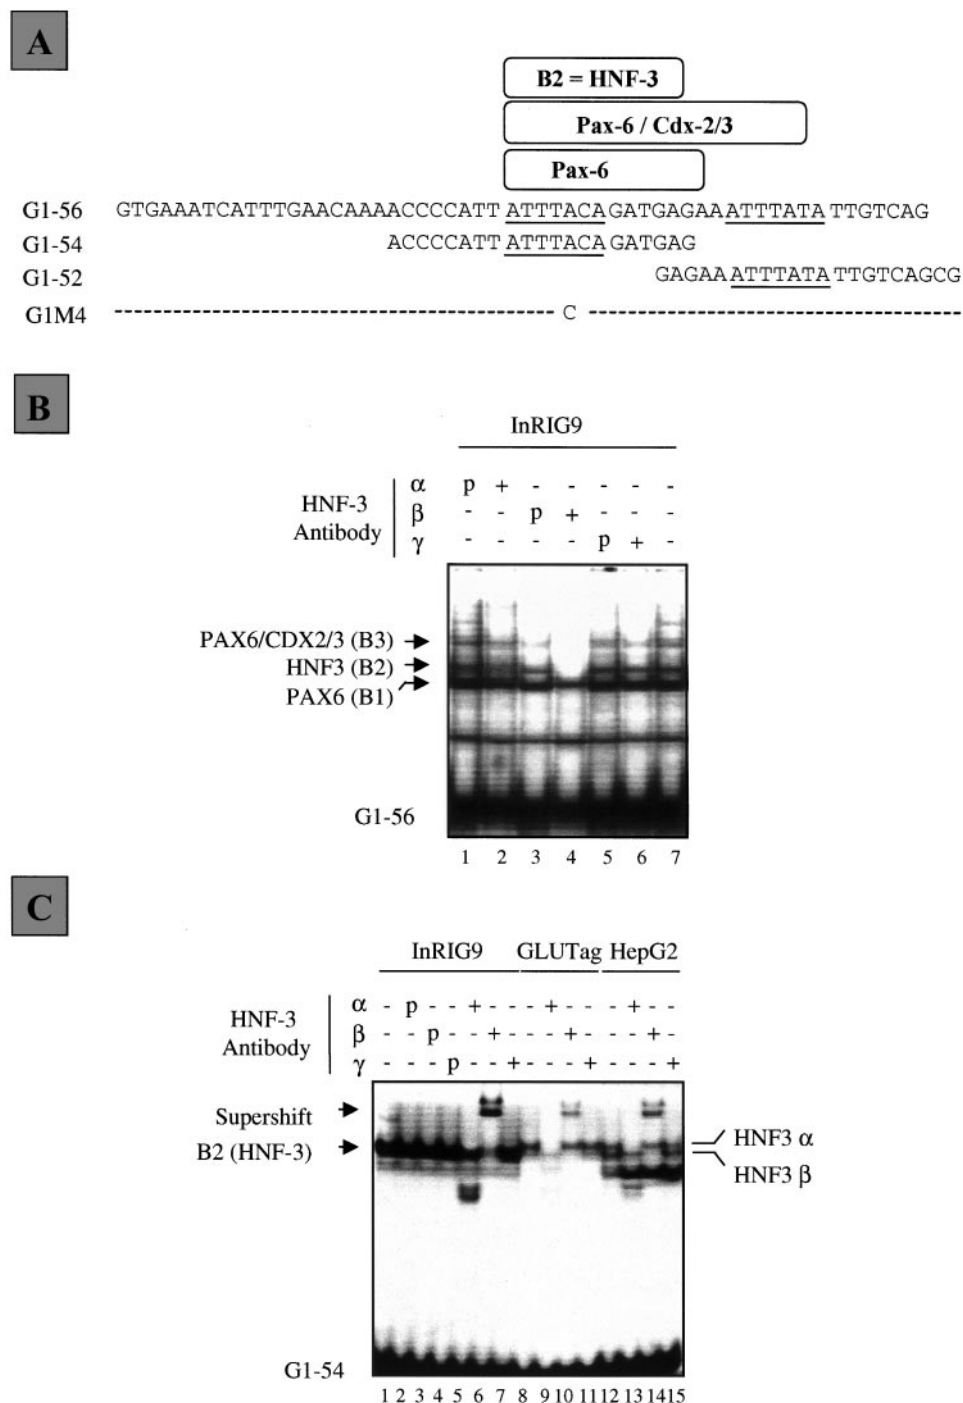 A
B2 = HNF-3
Pax-6 / Cdx-2/3
Pax-6
G1-56 GTGAAATCATTTGAACAAAACCCCATT ATTTACA GATGAGAA ATTTATA TTGTCAG
G1-54 ACCCCATT ATTTACA GATGAG
G1-52 GAGAA ATTTATA TTGTCAGCG
G1M4 ---------------------------------------- C ----------------------------------
B
InRIG9
HNF-3 Antibody
α p + - - - - -
β - - p + - - -
γ - - - - p + -
PAX6/CDX2/3 (B3)
HNF3 (B2)
PAX6 (B1)
G1-56
1 2 3 4 5 6 7
C
InRIG9 GLUTag HepG2
HNF-3 Antibody
α - p - - + - - - + - - - + - -
β - - p - - + - - - + - - - + -
γ - - - p - - + - - - + - - - +
Supershift
B2 (HNF-3)
HNF3 α
HNF3 β
G1-54
1 2 3 4 5 6 7 8 9 10 11 12 13 14 15